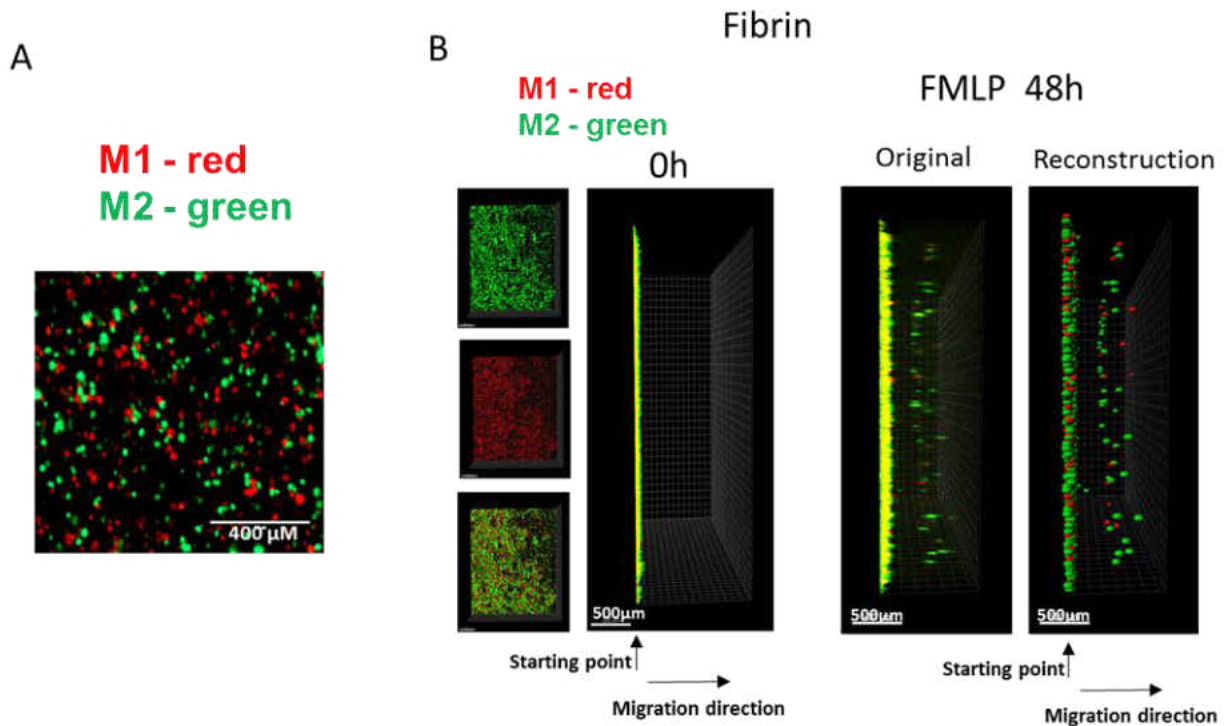 A
M1 - red
M2 - green
400 µM
B
Fibrin
M1 - red
M2 - green
0h
FMLP 48h
Original
Reconstruction
500µm
500µm
500µm
Starting point
Migration direction
Starting point
Migration direction